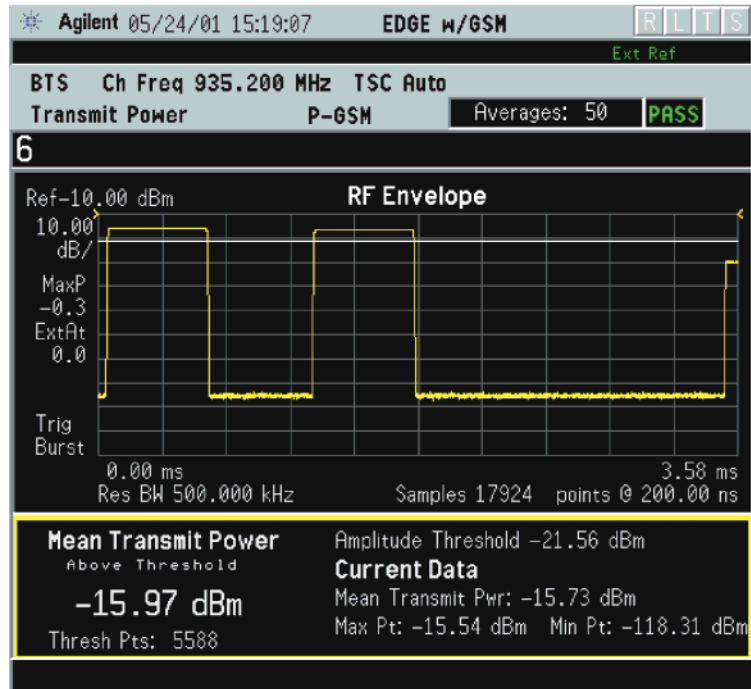 Agilent 05/24/01 15:19:07 EDGE w/GSM R L T S
Ext Ref
BTS Ch Freq 935.200 MHz TSC Auto
Transmit Power P-GSM Averages: 50 PASS
6
Ref-10.00 dBm RF Envelope
10.00
dB/
MaxP
-0.3
ExtAt
0.0
Trig
Burst
0.00 ms 3.58 ms
Res BW 500.000 kHz Samples 17924 points @ 200.00 ns
Mean Transmit Power Amplitude Threshold -21.56 dBm
Above Threshold Current Data
-15.97 dBm Mean Transmit Pwr: -15.73 dBm
Thresh Pts: 5588 Max Pt: -15.54 dBm Min Pt: -118.31 dBm